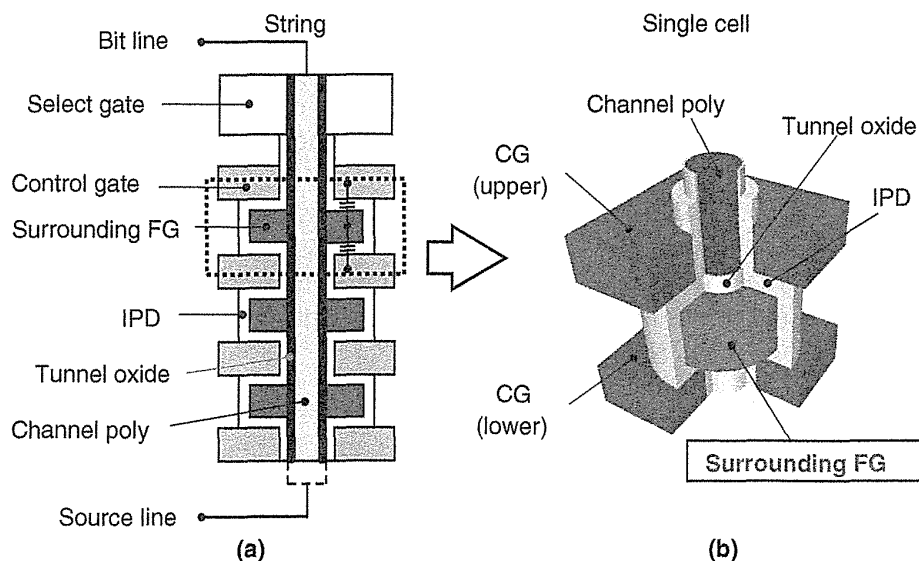 String
Bit line
Select gate
Control gate
Surrounding FG
IPD
Tunnel oxide
Channel poly
Source line
(a)
Single cell
Channel poly
Tunnel oxide
CG
(upper)
IPD
CG
(lower)
Surrounding FG
(b)